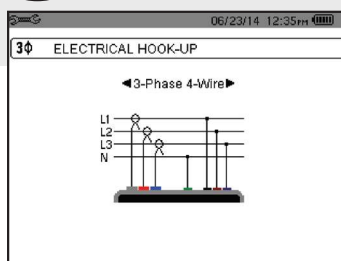 06/23/14 12:35PM
3Φ ELECTRICAL HOOK-UP
◄3-Phase 4-Wire►
L1
L2
L3
N